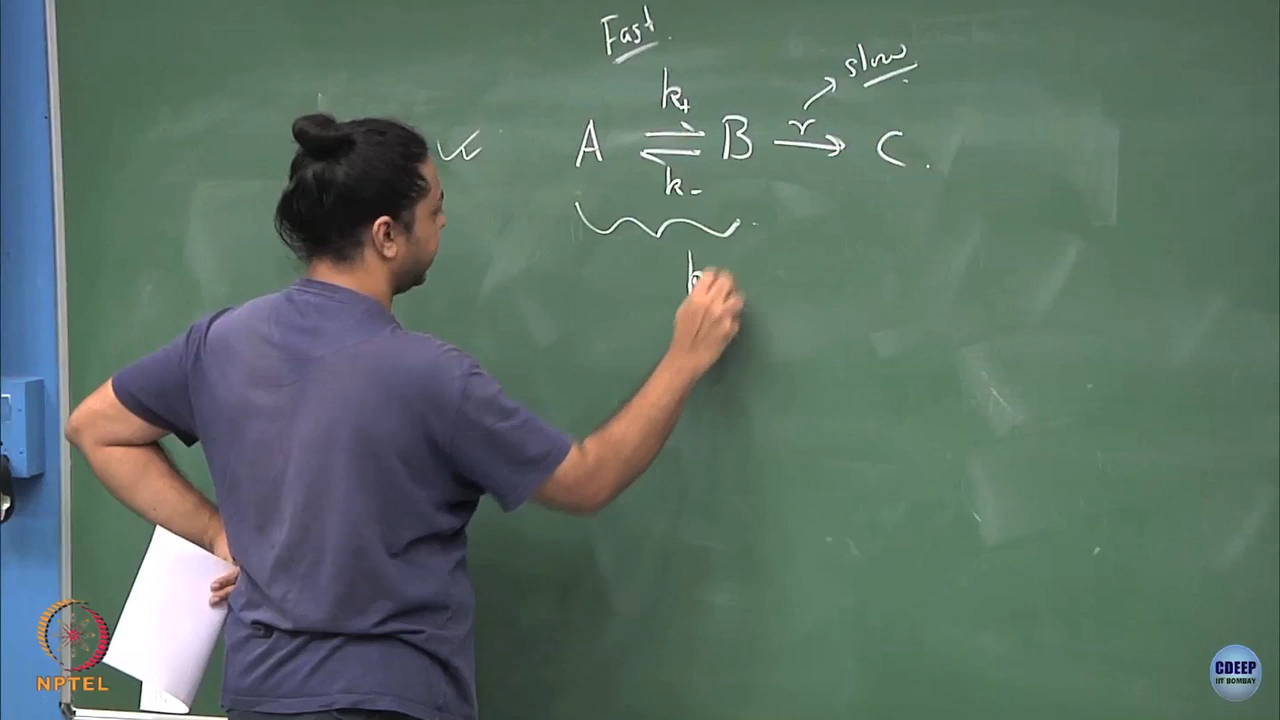 Fast.
slow
k₊
A ⇌ B r→ C.
k₋
k
NPTEL
CDEEP
IIT BOMBAY